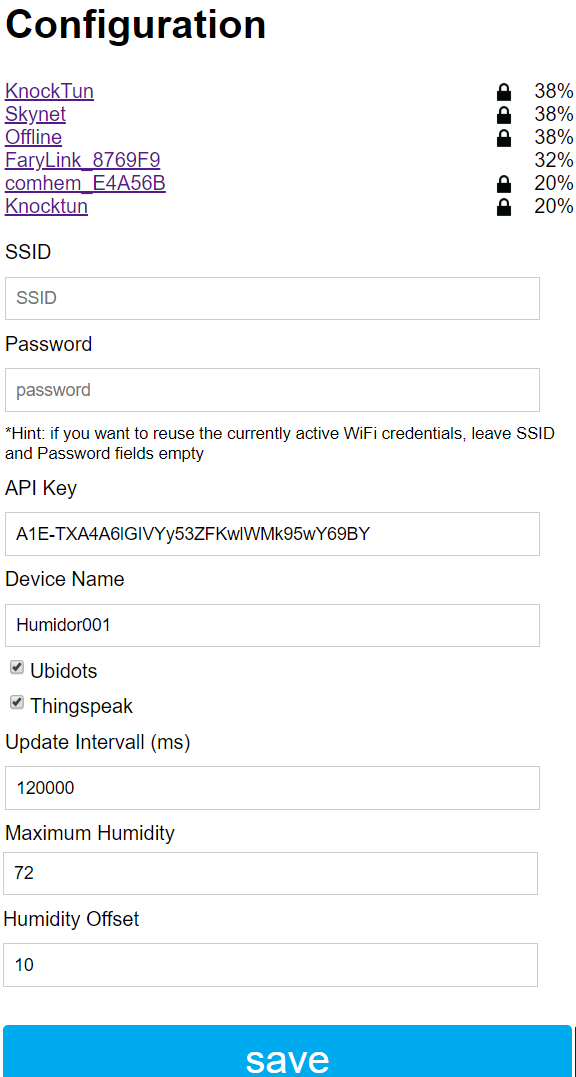 Configuration
KnockTun 38%
Skynet 38%
Offline 38%
FaryLink_8769F9 32%
comhem_E4A56B 20%
Knocktun 20%
SSID
SSID
Password
password
*Hint: if you want to reuse the currently active WiFi credentials, leave SSID
and Password fields empty
API Key
A1E-TXA4A6lGlVYy53ZFKwlWMk95wY69BY
Device Name
Humidor001
Ubidots
Thingspeak
Update Intervall (ms)
120000
Maximum Humidity
72
Humidity Offset
10
save